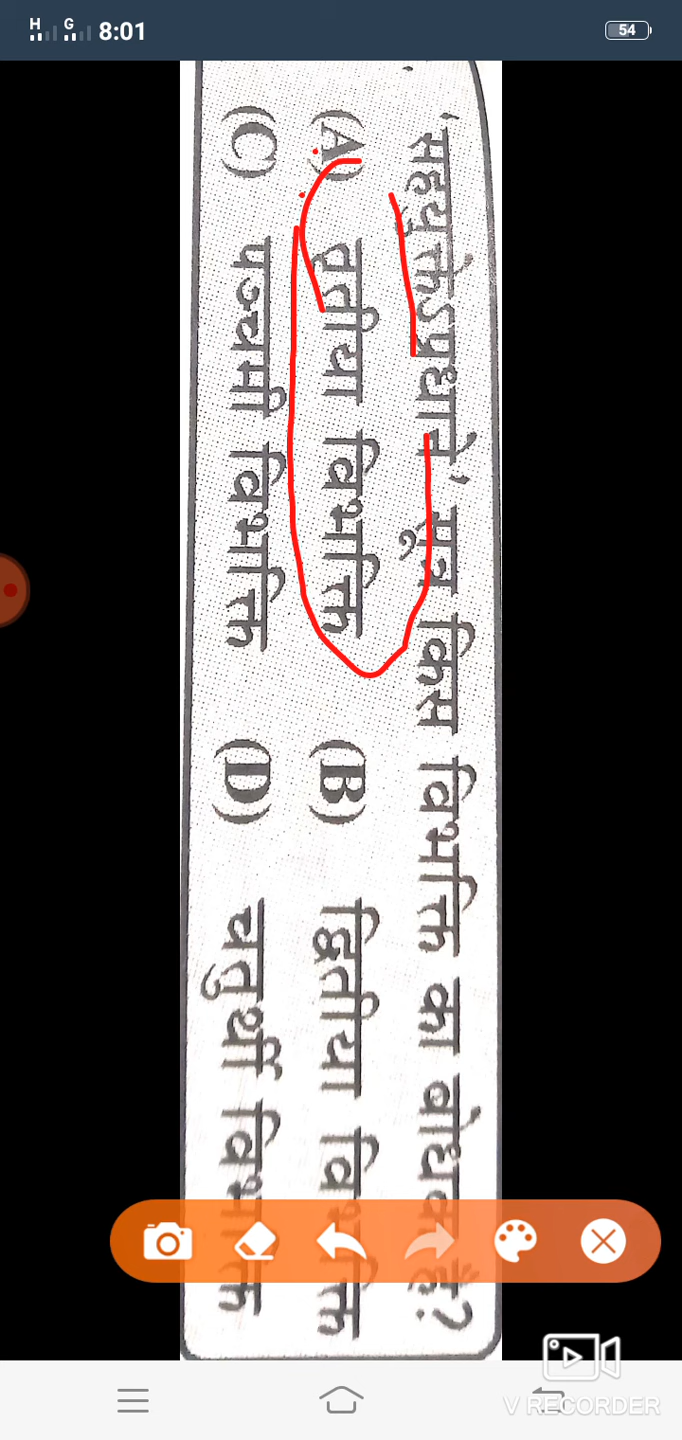 H G 8:01 54
'सहयुक्तेऽप्रधाने' सूत्र किस विभक्ति का बोधक है?
(A) तृतीया विभक्ति (B) द्वितीया विभक्ति
(C) पञ्चमी विभक्ति (D) चतुर्थी विभक्ति
V RECORDER